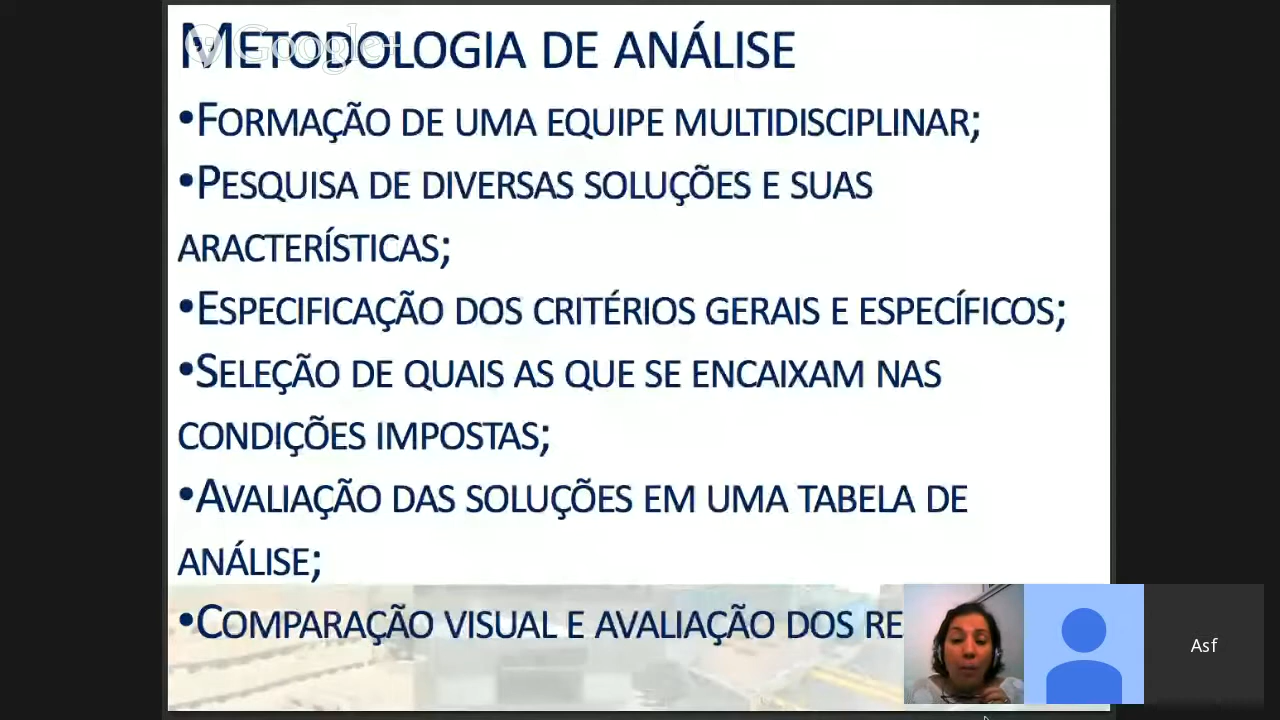 METODOLOGIA DE ANÁLISE
Google+
•FORMAÇÃO DE UMA EQUIPE MULTIDISCIPLINAR;
•PESQUISA DE DIVERSAS SOLUÇÕES E SUAS
ARACTERÍSTICAS;
•ESPECIFICAÇÃO DOS CRITÉRIOS GERAIS E ESPECÍFICOS;
•SELEÇÃO DE QUAIS AS QUE SE ENCAIXAM NAS
CONDIÇÕES IMPOSTAS;
•AVALIAÇÃO DAS SOLUÇÕES EM UMA TABELA DE
ANÁLISE;
•COMPARAÇÃO VISUAL E AVALIAÇÃO DOS RE
Asf